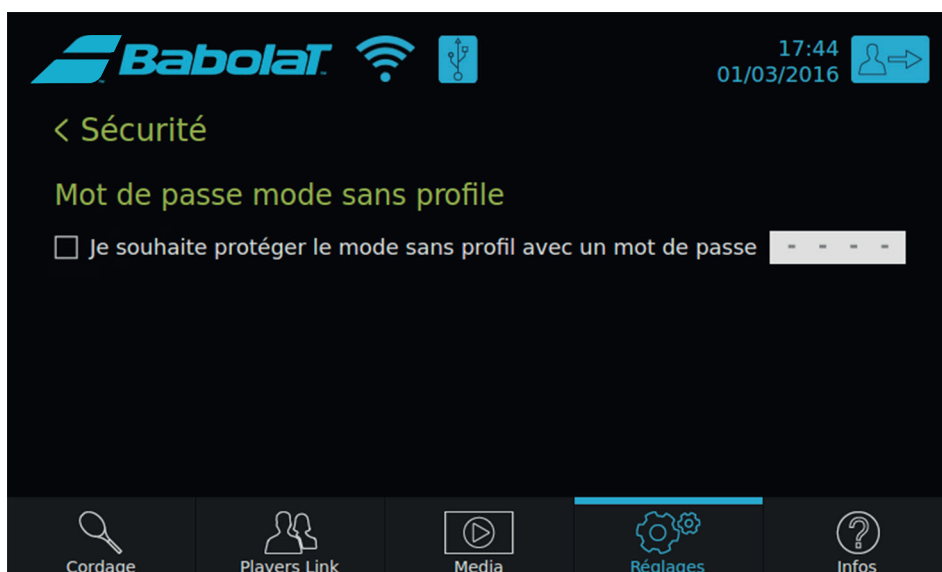 BabolaT
17:44
01/03/2016
< Sécurité
Mot de passe mode sans profile
Je souhaite protéger le mode sans profil avec un mot de passe - - - -
Cordage
Players Link
Media
Réglages
Infos